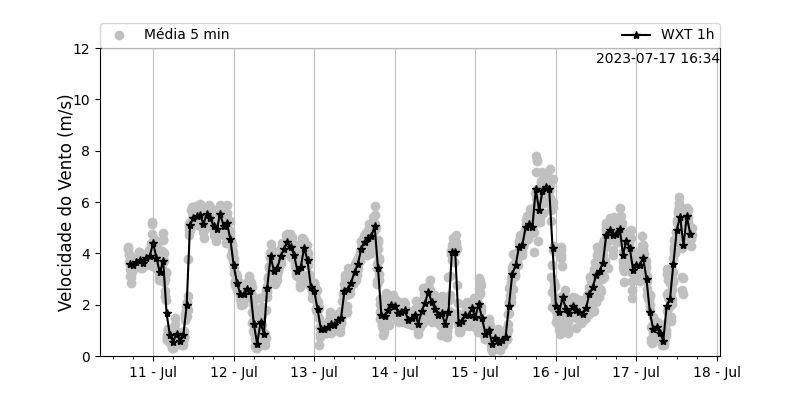 Média 5 min
WXT 1h
2023-07-17 16:34
Velocidade do Vento (m/s)
12
10
8
6
4
2
0
11 - Jul
12 - Jul
13 - Jul
14 - Jul
15 - Jul
16 - Jul
17 - Jul
18 - Jul